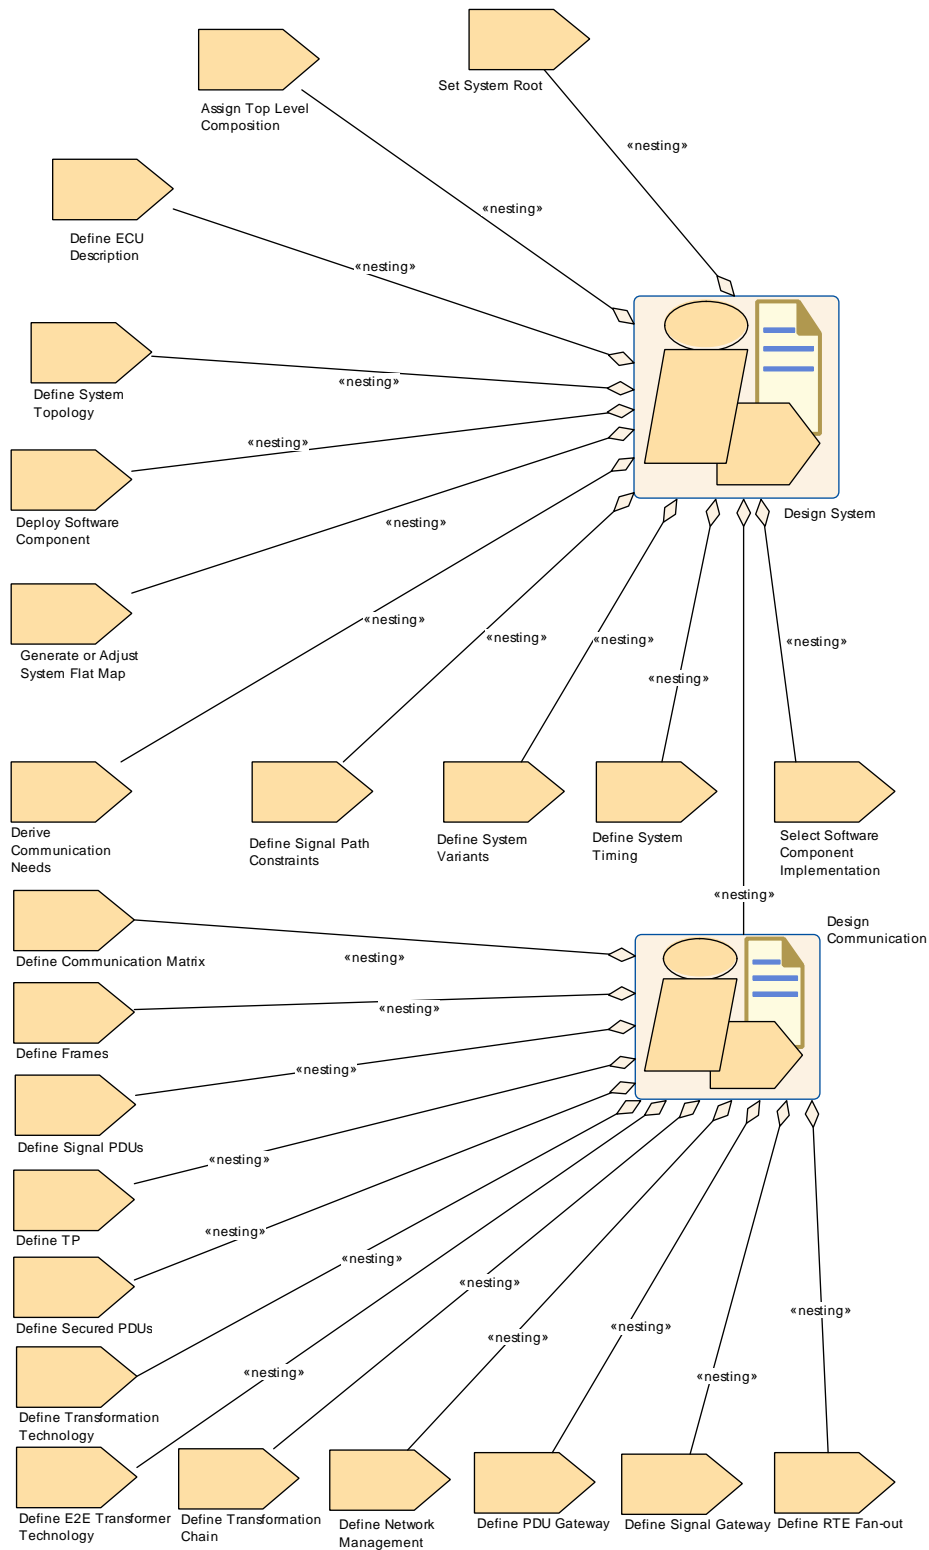 Set System Root
Assign Top Level
Composition
«nesting»
«nesting»
Define ECU
Description
«nesting»
Define System
Topology
«nesting»
«nesting»
Deploy Software
Component
Design System
«nesting»
Generate or Adjust
System Flat Map
«nesting»
«nesting»
«nesting»
«nesting»
«nesting»
Derive
Communication
Needs
Define Signal Path
Constraints
Define System
Variants
Define System
Timing
Select Software
Component
Implementation
«nesting»
Design
Communication
Define Communication Matrix
«nesting»
«nesting»
Define Frames
«nesting»
Define Signal PDUs
«nesting»
Define TP
«nesting»
Define Secured PDUs
«nesting»
«nesting»
«nesting»
«nesting»
«nesting»
«nesting»
«nesting»
Define Transformation
Technology
Define E2E Transformer
Technology
Define Transformation
Chain
Define Network
Management
Define PDU Gateway
Define Signal Gateway
Define RTE Fan-out